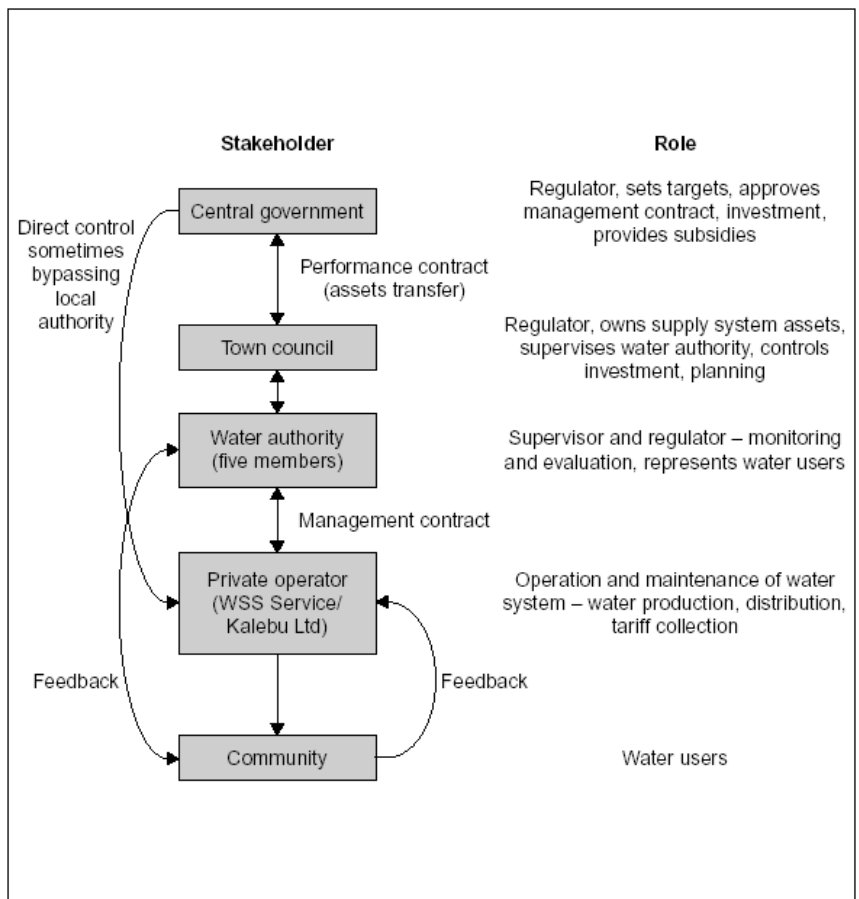 Stakeholder
Role
Central government
Regulator, sets targets, approves
management contract, investment,
provides subsidies
Direct control
sometimes
bypassing
local
authority
Performance contract
(assets transfer)
Town council
Regulator, owns supply system assets,
supervises water authority, controls
investment, planning
Water authority
(five members)
Supervisor and regulator – monitoring
and evaluation, represents water users
Management contract
Private operator
(WSS Service/
Kalebu Ltd)
Operation and maintenance of water
system – water production, distribution,
tariff collection
Feedback
Feedback
Community
Water users